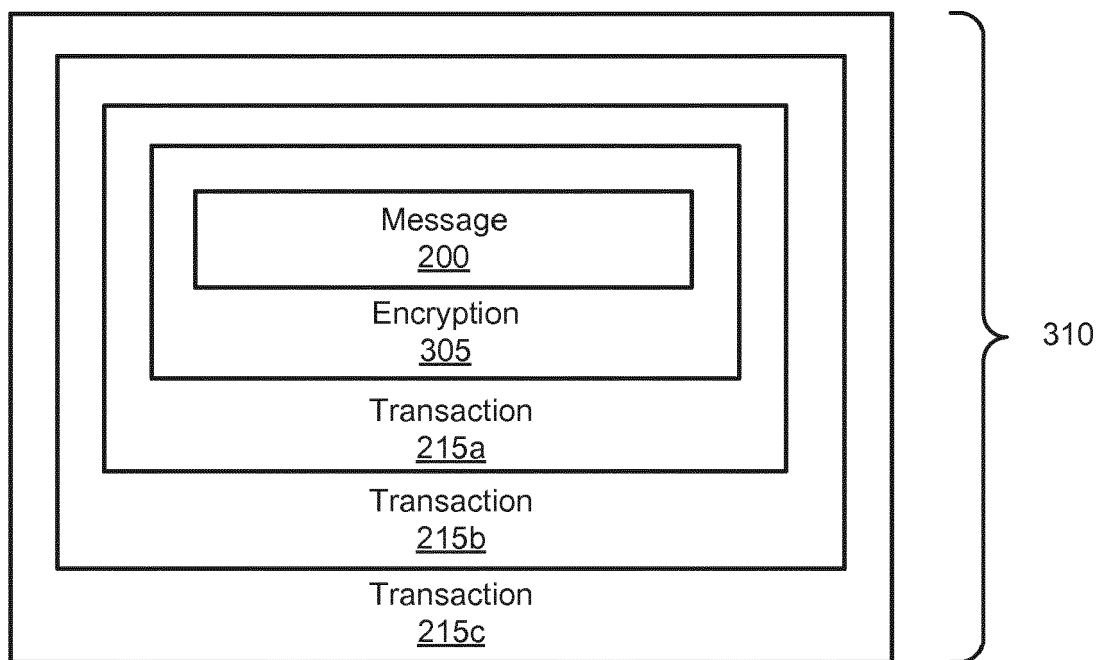 Message
200
Encryption
305
310
Transaction
215a
Transaction
215b
Transaction
215c